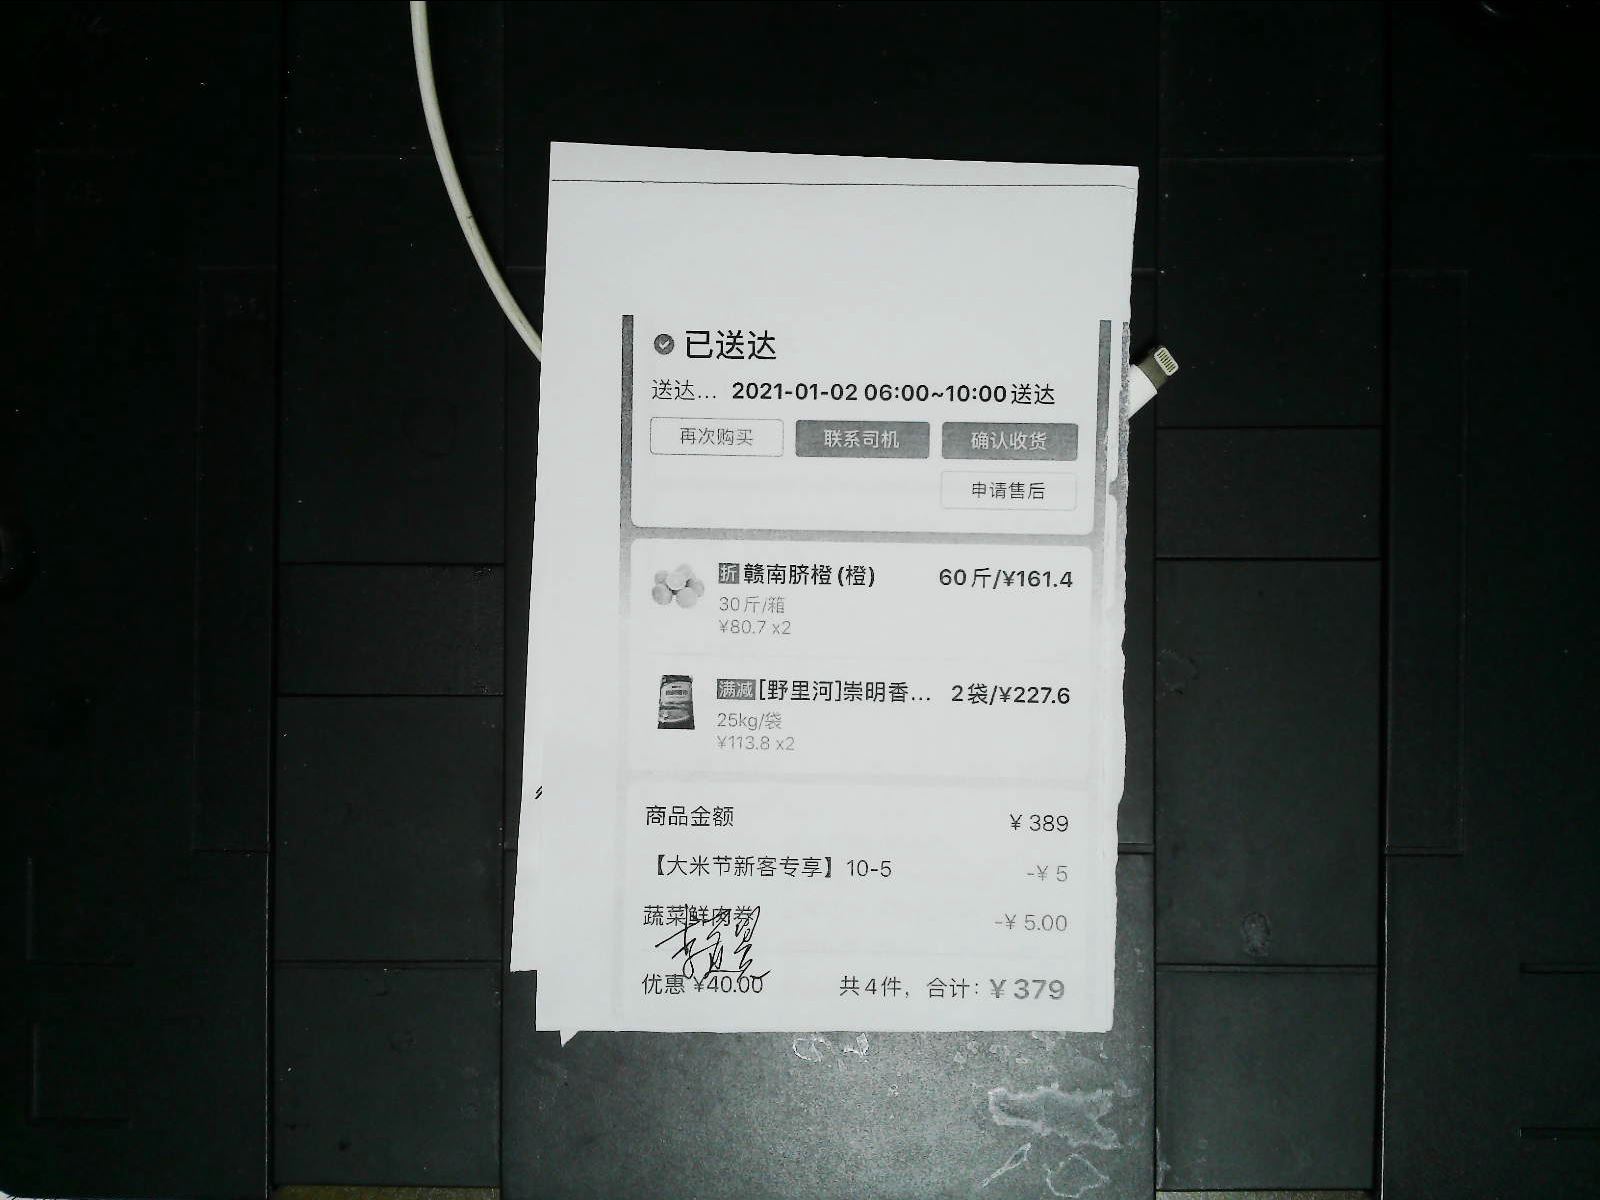 已送达
送达... 2021-01-02 06:00~10:00送达
再次购买 联系司机 确认收货
申请售后
折 赣南脐橙(橙) 60斤/¥161.4
30斤/箱
¥80.7 x2
满减 [野里河]崇明香... 2袋/¥227.6
25kg/袋
¥113.8 x2
商品金额 ¥ 389
【大米节新客专享】10-5 -¥ 5
蔬菜鲜肉券 -¥ 5.00
优惠 ¥40.00 共4件，合计：¥ 379